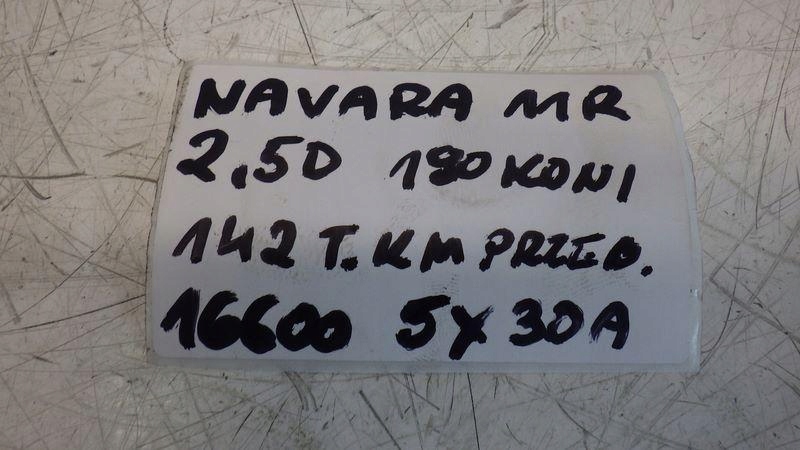 NAVARA MR
2,5D 190 KONI
142 T.KM PRZEB.
16600 5X30A